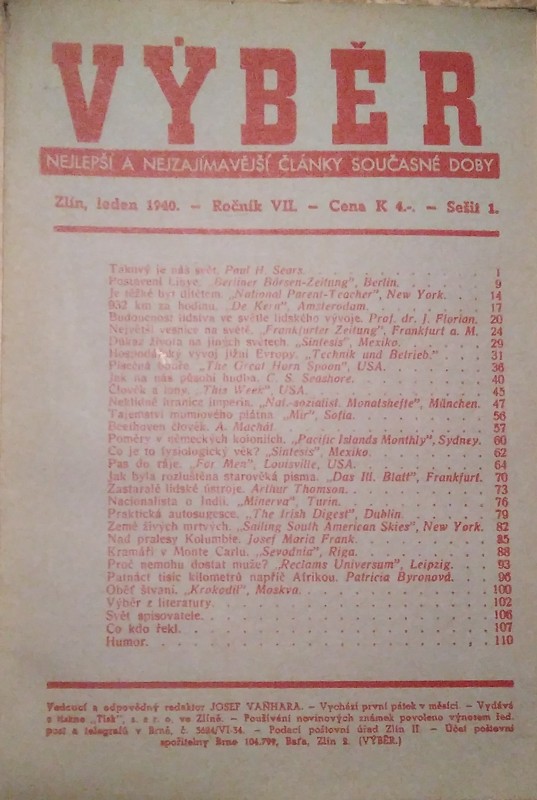 VÝBĚR
NEJLEPŠÍ A NEJZAJÍMAVĚJŠÍ ČLÁNKY SOUČASNÉ DOBY
Zlín, leden 1940. – Ročník VII. – Cena K 4.-. – Sešit 1.
Takový je náš svět. Paul H. Sears. 1
Postavení Libye. „Berliner Börsen-Zeitung", Berlin. 9
Je těžké být dítětem. „National Parent-Teacher", New York. 14
932 km za hodinu. „De Kern", Amsterodam. 17
Budoucnost lidstva ve světle lidského vývoje. Prof. dr. J. Florian. 20
Největší vesnice na světě. „Frankfurter Zeitung", Frankfurt a. M. 24
Důkaz života na jiných světech. „Sintesis", Mexiko. 29
Hospodářský vývoj jižní Evropy. „Technik und Betrieb." 31
Písečná bouře. „The Great Horn Spoon", USA. 36
Jak na nás působí hudba. C. S. Seashore. 40
Člověk a tóny. „This Week", USA. 45
Neklidné hranice imperia. „Nat.-sozialist. Monatshefte", München. 47
Tajemství mumiového plátna. „Mir", Sofia. 56
Beethoven člověk. A. Machát. 57
Poměry v německých koloniích. „Pacific Islands Monthly", Sydney. 60
Co je to fysiologický věk? „Sintesis", Mexiko. 62
Pas do ráje. „For Men", Louisville, USA. 64
Jak byla rozluštěna starověká písma. „Das Ill. Blatt", Frankfurt. 70
Zastaralé lidské ústroje. Arthur Thomson. 73
Nacionalista o Indii. „Minerva", Turin. 76
Praktická autosugesce. „The Irish Digest", Dublin. 79
Země živých mrtvých. „Sailing South American Skies", New York. 82
Nad pralesy Kolumbie. Josef Maria Frank. 85
Kramáři v Monte Carlu. „Sevodnia", Riga. 88
Proč nemohu dostat muže? „Reclams Universum", Leipzig. 93
Patnáct tisíc kilometrů napříč Afrikou. Patricia Byronová. 96
Oběť štvaní. „Krokodil", Moskva. 100
Výběr z literatury. 102
Svět spisovatele. 106
Co kdo řekl. 107
Humor. 110
Vedoucí a odpovědný redaktor JOSEF VAŇHARA. – Vychází první pátek v měsíci. – Vydává
a tiskne „Tisk", s. s r. o. ve Zlíně. – Používání novinových známek povoleno výnosem řed.
pošt a telegrafů v Brně, č. 5624/VI-34. – Podací poštovní úřad Zlín II – Účet poštovní
spořitelny Brno 104.799, Baťa, Zlín 2. (VÝBĚR.)